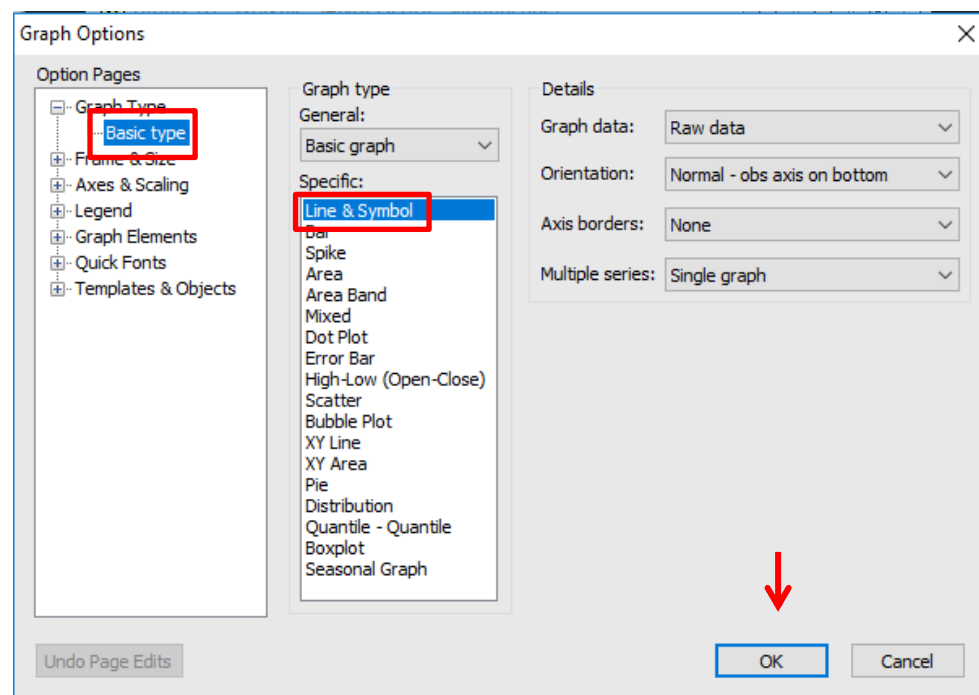 Graph Options
Option Pages
Graph Type
Basic type
Frame & Size
Axes & Scaling
Legend
Graph Elements
Quick Fonts
Templates & Objects
Undo Page Edits
Graph type
General:
Basic graph
Specific:
Line & Symbol
Bar
Spike
Area
Area Band
Mixed
Dot Plot
Error Bar
High-Low (Open-Close)
Scatter
Bubble Plot
XY Line
XY Area
Pie
Distribution
Quantile - Quantile
Boxplot
Seasonal Graph
Details
Graph data: Raw data
Orientation: Normal - obs axis on bottom
Axis borders: None
Multiple series: Single graph
OK
Cancel